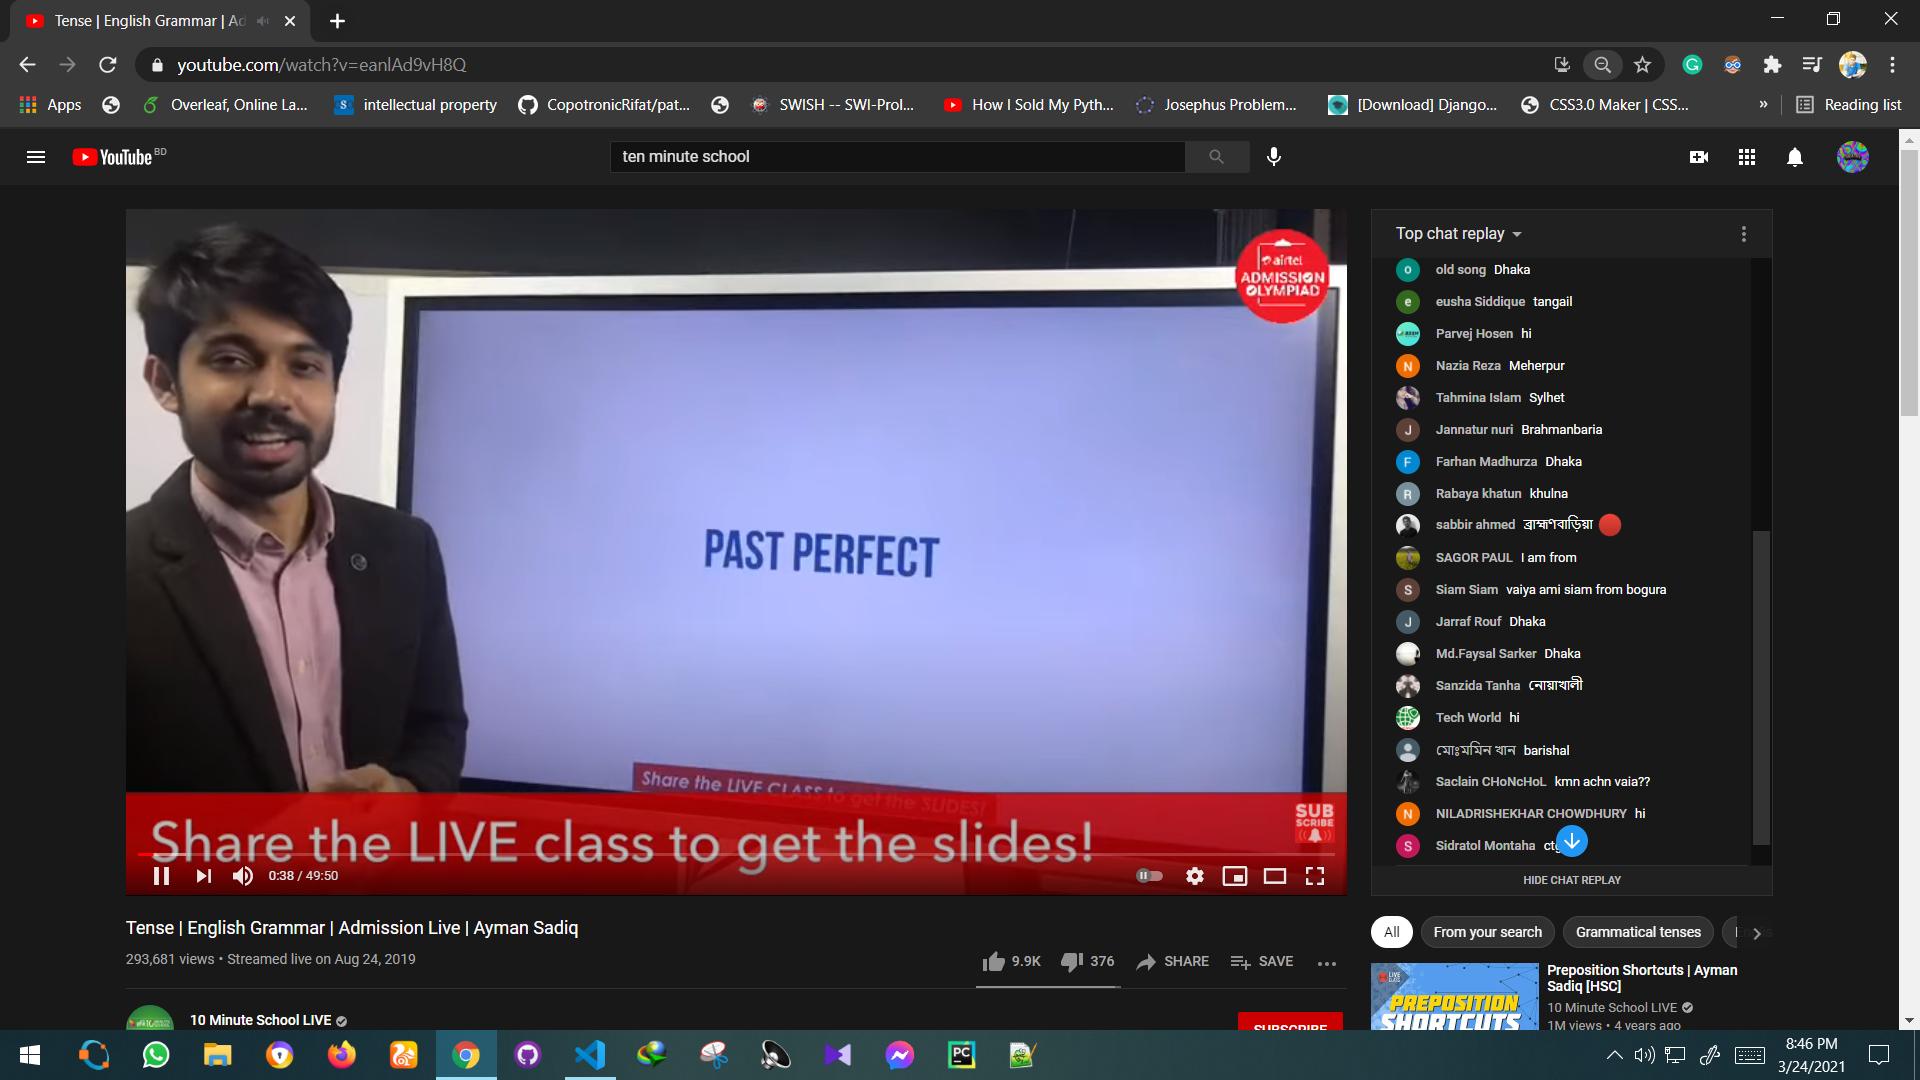 Tense | English Grammar | Ad
youtube.com/watch?v=eanlAd9vH8Q
Apps
Overleaf, Online La...
intellectual property
CopotronicRifat/pat...
SWISH -- SWI-Prol...
How I Sold My Pyth...
Josephus Problem...
[Download] Django...
CSS3.0 Maker | CSS...
»
Reading list
YouTube BD
ten minute school
airtel
ADMISSION
OLYMPIAD
PAST PERFECT
Share the LIVE CLASS to get the SLIDES!
Share the LIVE class to get the slides!
SUB
SCRIBE
0:38 / 49:50
Top chat replay
old song Dhaka
eusha Siddique tangail
Parvej Hosen hi
Nazia Reza Meherpur
Tahmina Islam Sylhet
Jannatur nuri Brahmanbaria
Farhan Madhurza Dhaka
Rabaya khatun khulna
sabbir ahmed ব্রাহ্মণবাড়িয়া
SAGOR PAUL I am from
Siam Siam vaiya ami siam from bogura
Jarraf Rouf Dhaka
Md.Faysal Sarker Dhaka
Sanzida Tanha নোয়াখালী
Tech World hi
মোঃমমিন খান barishal
Saclain CHoNcHoL kmn achn vaia??
NILADRISHEKHAR CHOWDHURY hi
Sidratol Montaha ctg
HIDE CHAT REPLAY
Tense | English Grammar | Admission Live | Ayman Sadiq
293,681 views • Streamed live on Aug 24, 2019
9.9K
376
SHARE
SAVE
10 Minute School LIVE
SUBSCRIBE
All
From your search
Grammatical tenses
LIVE
CLASS
PREPOSITION
SHORTCUTS
Preposition Shortcuts | Ayman
Sadiq [HSC]
10 Minute School LIVE
1M views • 4 years ago
8:46 PM
3/24/2021